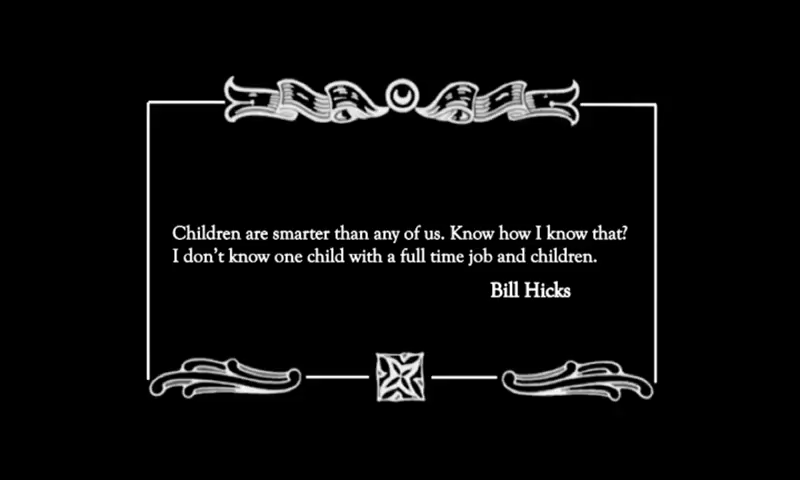 Children are smarter than any of us. Know how I know that?
I don't know one child with a full time job and children.
Bill Hicks